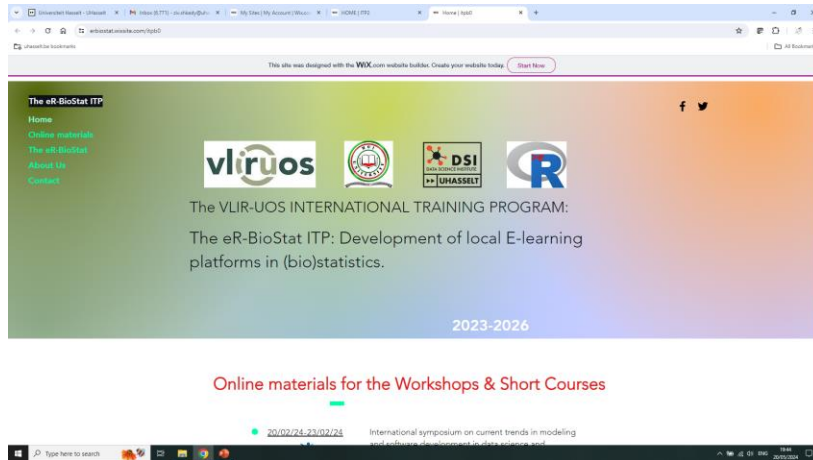 Universiteit Hasselt - UHasselt
My Sites | My Account | Wix.com
HOME | ITP2
Home | itpb0
erbiostat.wixsite.com/itpb0
uhasselt.be bookmarks
All Bookmarks
This site was designed with the WiX.com website builder. Create your website today.
Start Now
The eR-BioStat ITP
Home
Online materials
The eR-BioStat
About Us
Contact
vliruos
DSI
DATA SCIENCE INSTITUTE
UHASSELT
R
The VLIR-UOS INTERNATIONAL TRAINING PROGRAM:
The eR-BioStat ITP: Development of local E-learning
platforms in (bio)statistics.
2023-2026
Online materials for the Workshops & Short Courses
20/02/24-23/02/24
International symposium on current trends in modeling
and software development in data science and
Type here to search
ENG
20/05/2024